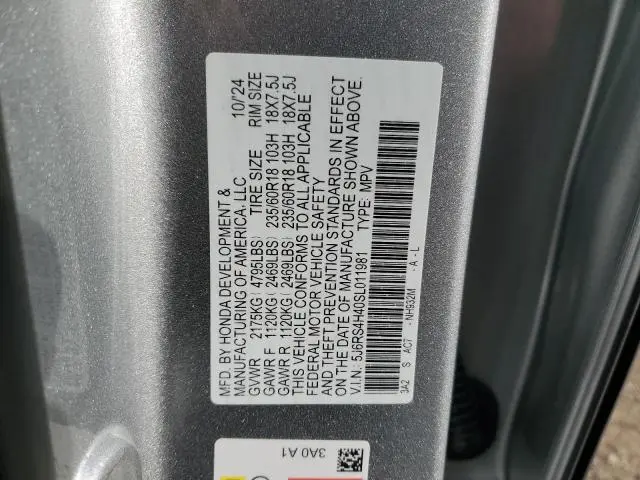 MFD. BY HONDA DEVELOPMENT & 10/'24
MANUFACTURING OF AMERICA, LLC
GVWR 2175KG( 4795LBS) TIRE SIZE RIM SIZE
GAWR F 1120KG( 2469LBS) 235/60R18 103H 18X7.5J
GAWR R 1120KG( 2469LBS) 235/60R18 103H 18X7.5J
THIS VEHICLE CONFORMS TO ALL APPLICABLE
FEDERAL MOTOR VEHICLE SAFETY
AND THEFT PREVENTION STANDARDS IN EFFECT
ON THE DATE OF MANUFACTURE SHOWN ABOVE.
V.I.N.: 5J6RS4H40SL011981 TYPE: MPV
3A2 S AC7 -NH932M -A-L
3A0 A1